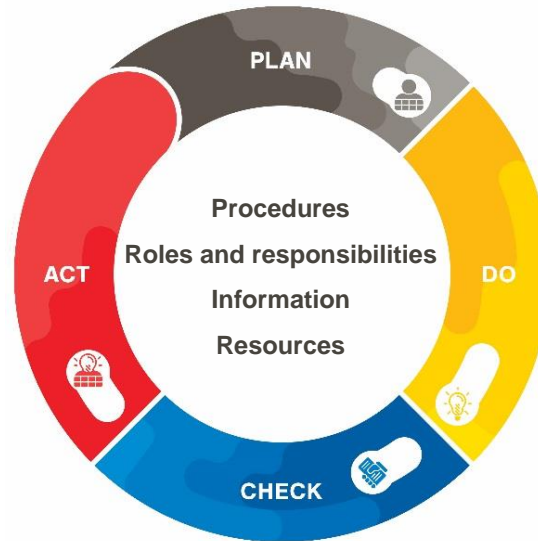 PLAN
Procedures
Roles and responsibilities
ACT
DO
Information
Resources
CHECK